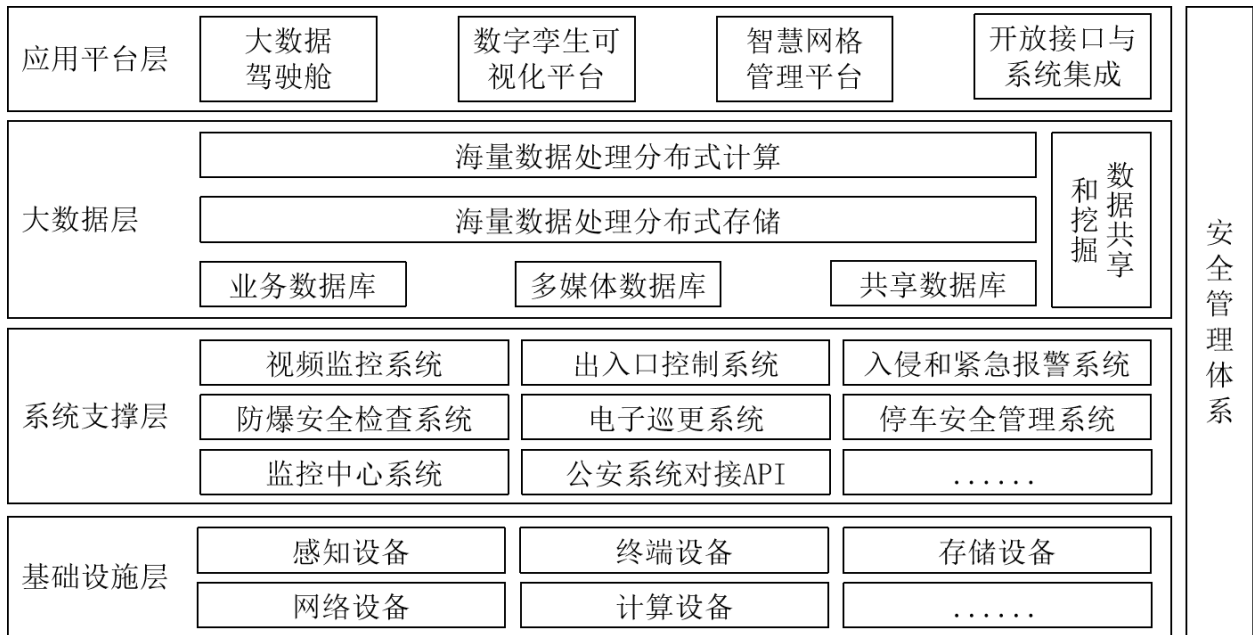 应用平台层
大数据
驾驶舱
数字孪生可
视化平台
智慧网格
管理平台
开放接口与
系统集成
大数据层
海量数据处理分布式计算
海量数据处理分布式存储
业务数据库
多媒体数据库
共享数据库
数据共享
和挖掘
系统支撑层
视频监控系统
出入口控制系统
入侵和紧急报警系统
防爆安全检查系统
电子巡更系统
停车安全管理系统
监控中心系统
公安系统对接API
......
基础设施层
感知设备
终端设备
存储设备
网络设备
计算设备
......
安全管理体系